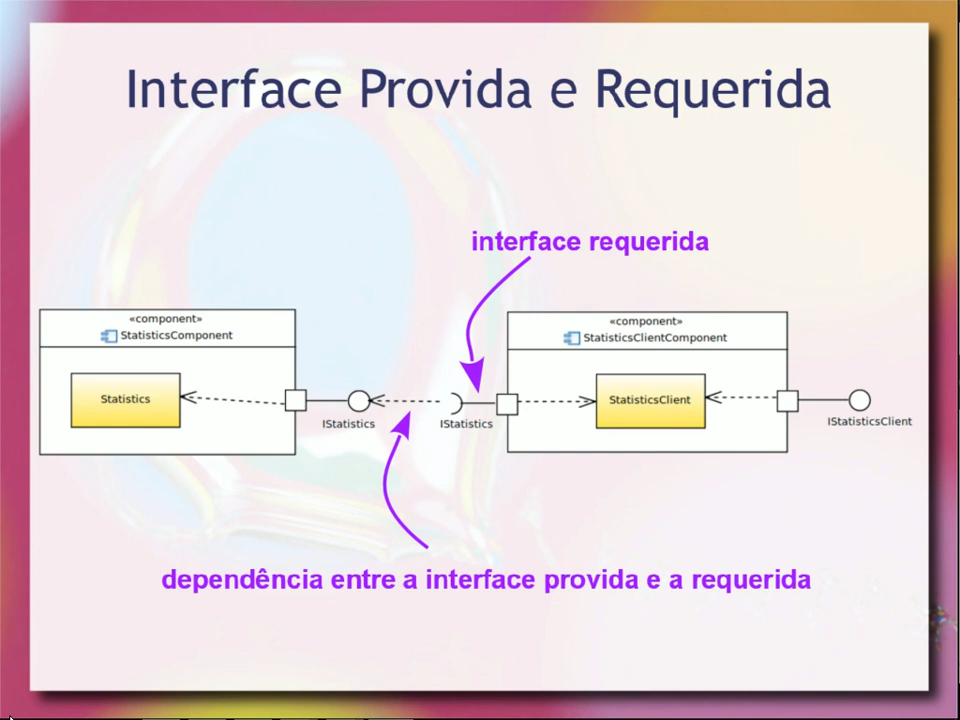 Interface Provida e Requerida
interface requerida
«component»
StatisticsComponent
Statistics
IStatistics
IStatistics
«component»
StatisticsClientComponent
StatisticsClient
IStatisticsClient
dependência entre a interface provida e a requerida